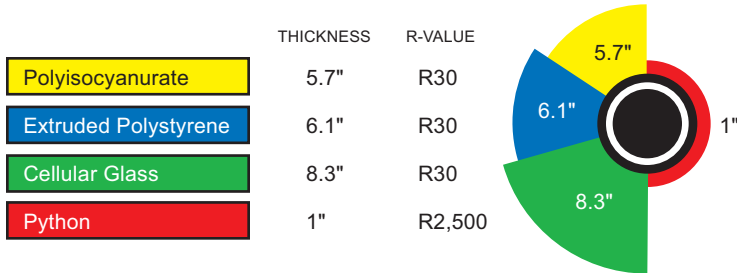 THICKNESS R-VALUE
Polyisocyanurate 5.7" R30
Extruded Polystyrene 6.1" R30
Cellular Glass 8.3" R30
Python 1" R2,500
5.7"
6.1"
1"
8.3"